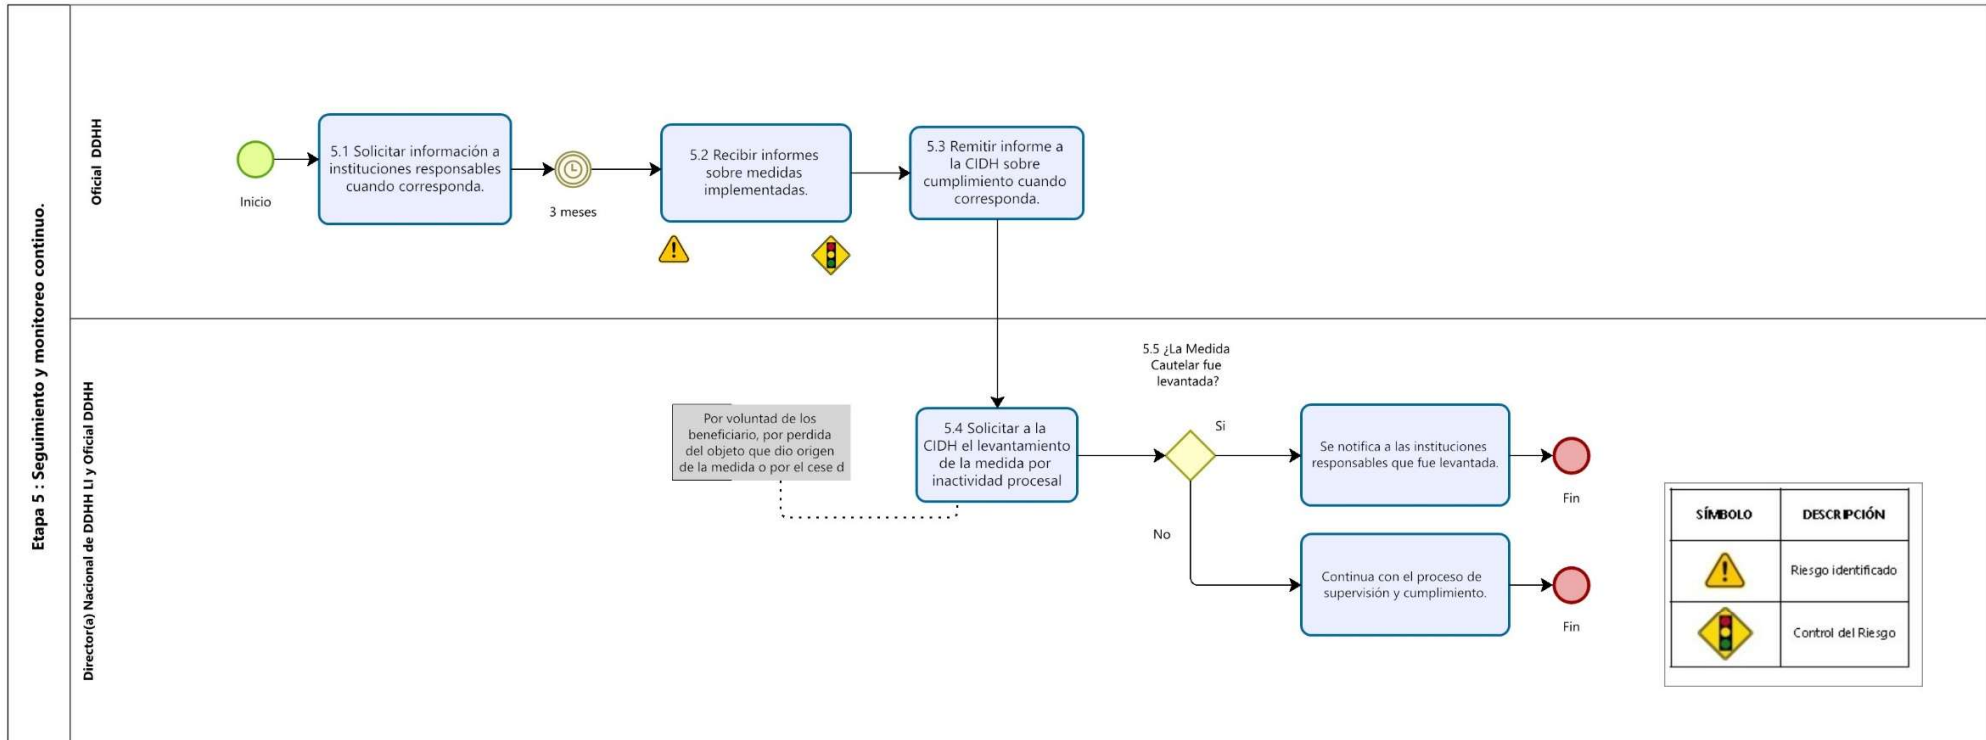 Etapa 5 : Seguimiento y monitoreo continuo.
Oficial DDHH
Inicio
5.1 Solicitar información a
instituciones responsables
cuando corresponda.
3 meses
5.2 Recibir informes
sobre medidas
implementadas.
5.3 Remitir informe a
la CIDH sobre
cumplimiento cuando
corresponda.
Director(a) Nacional de DDHH LI y Oficial DDHH
Por voluntad de los
beneficiario, por perdida
del objeto que dio origen
de la medida o por el cese d
5.4 Solicitar a la
CIDH el levantamiento
de la medida por
inactividad procesal
5.5 ¿La Medida
Cautelar fue
levantada?
Si
Se notifica a las instituciones
responsables que fue levantada.
Fin
No
Continua con el proceso de
supervisión y cumplimiento.
Fin
SÍMBOLO DESCRIPCIÓN
Riesgo identificado
Control del Riesgo